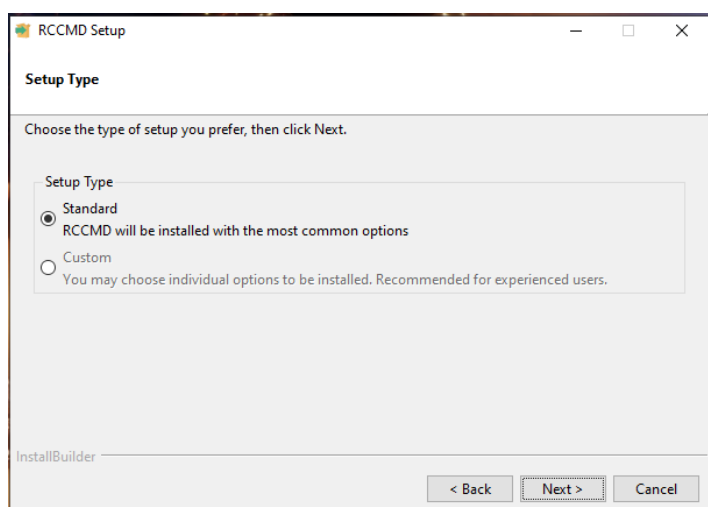 RCCMD Setup
Setup Type
Choose the type of setup you prefer, then click Next.
Setup Type
Standard
RCCMD will be installed with the most common options
Custom
You may choose individual options to be installed. Recommended for experienced users.
InstallBuilder
< Back Next > Cancel